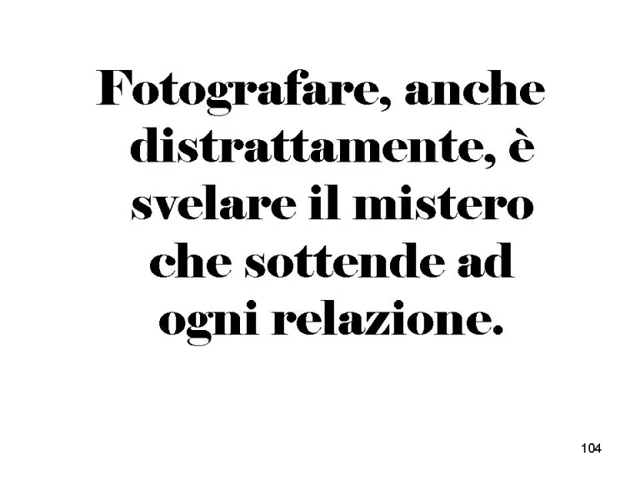 Fotografare, anche
distrattamente, è
svelare il mistero
che sottende ad
ogni relazione.
104